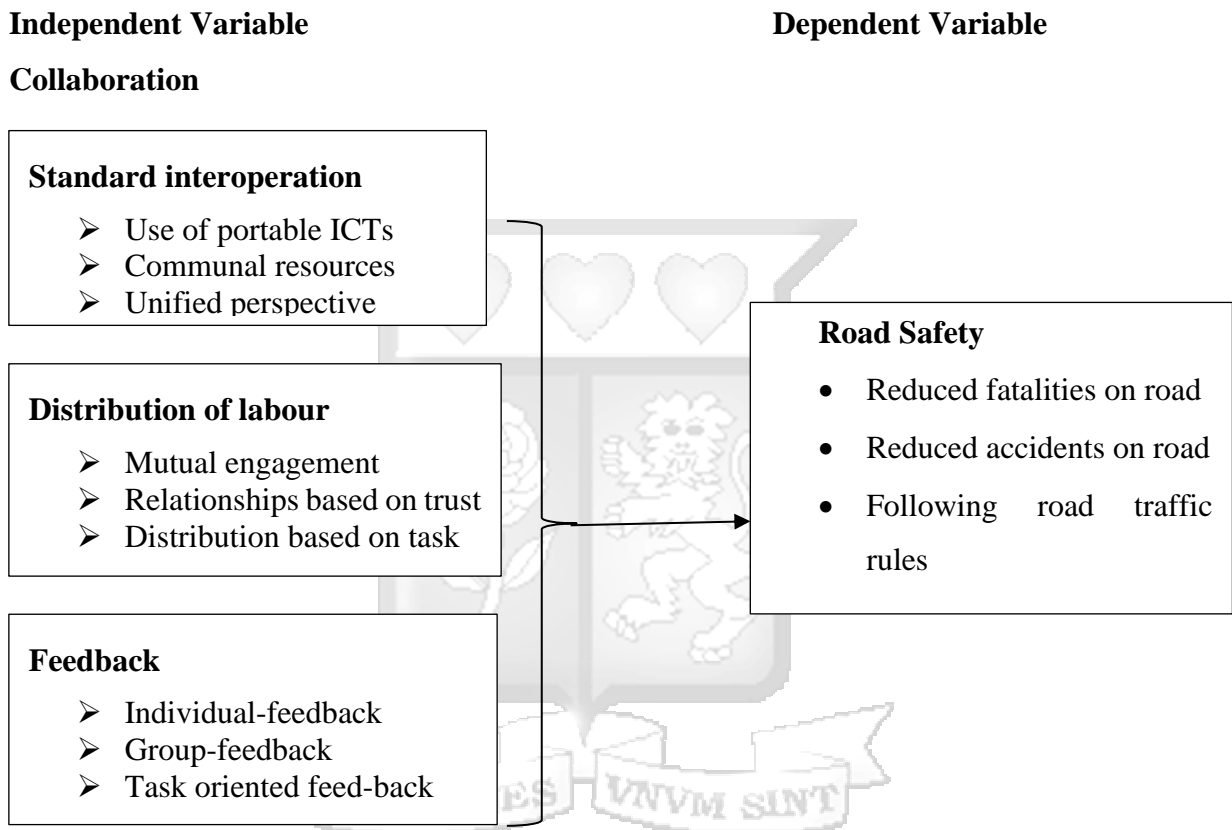 Independent Variable
Dependent Variable
Collaboration
Standard interoperation
➢ Use of portable ICTs
➢ Communal resources
➢ Unified perspective
Distribution of labour
➢ Mutual engagement
➢ Relationships based on trust
➢ Distribution based on task
Feedback
➢ Individual-feedback
➢ Group-feedback
➢ Task oriented feed-back
Road Safety
• Reduced fatalities on road
• Reduced accidents on road
• Following road traffic
rules
VNVM SINT